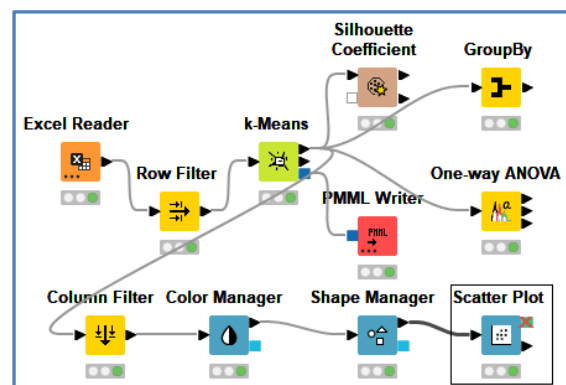 Silhouette
Coefficient
GroupBy
Excel Reader
k-Means
Row Filter
One-way ANOVA
PMML Writer
PMML
Column Filter
Color Manager
Shape Manager
Scatter Plot